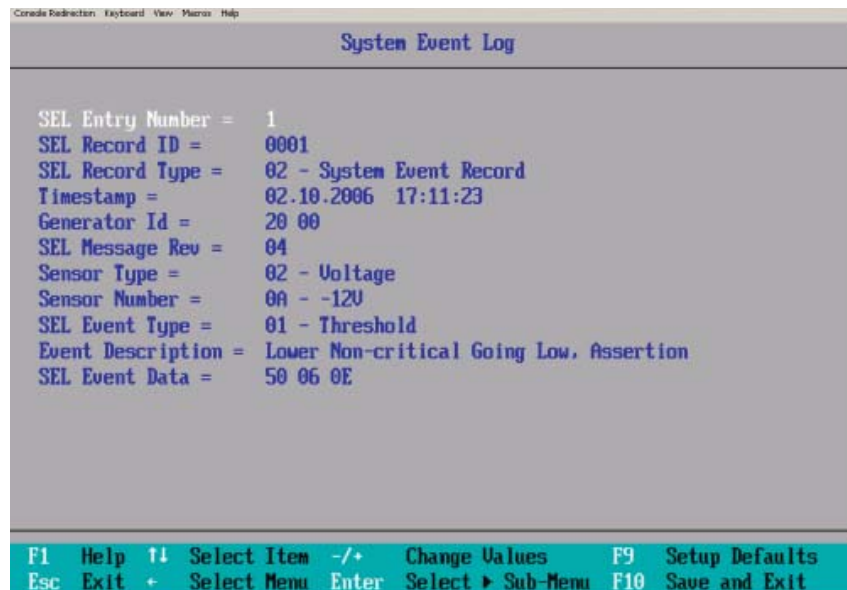 Console Redirection Keyboard View Macros Help
System Event Log
SEL Entry Number = 1
SEL Record ID = 0001
SEL Record Type = 02 - System Event Record
Timestamp = 02.10.2006 17:11:23
Generator Id = 20 00
SEL Message Rev = 04
Sensor Type = 02 - Voltage
Sensor Number = 0A - -12V
SEL Event Type = 01 - Threshold
Event Description = Lower Non-critical Going Low, Assertion
SEL Event Data = 50 06 0E
F1 Help ↑↓ Select Item -/+ Change Values F9 Setup Defaults
Esc Exit ← Select Menu Enter Select ▶ Sub-Menu F10 Save and Exit